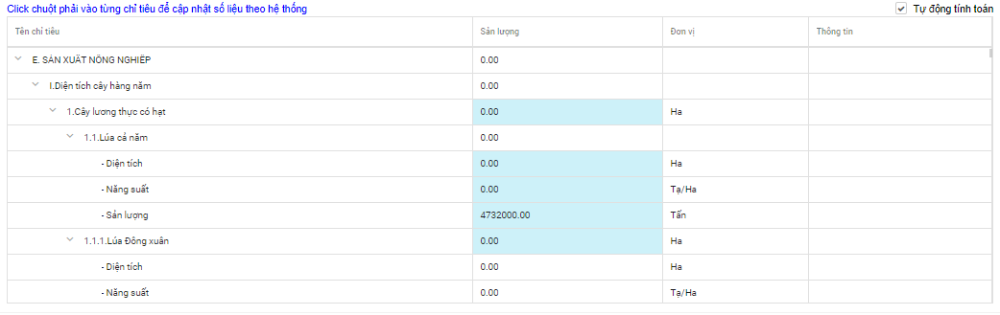 Click chuột phải vào từng chỉ tiêu để cập nhật số liệu theo hệ thống Tự động tính toán
Tên chỉ tiêu Sản lượng Đơn vị Thông tin
E. SẢN XUẤT NÔNG NGHIỆP 0.00
I.Diện tích cây hàng năm 0.00
1.Cây lương thực có hạt 0.00 Ha
1.1.Lúa cả năm 0.00
- Diện tích 0.00 Ha
- Năng suất 0.00 Tạ/Ha
- Sản lượng 4732000.00 Tấn
1.1.1.Lúa Đông xuân 0.00 Ha
- Diện tích 0.00 Ha
- Năng suất 0.00 Tạ/Ha